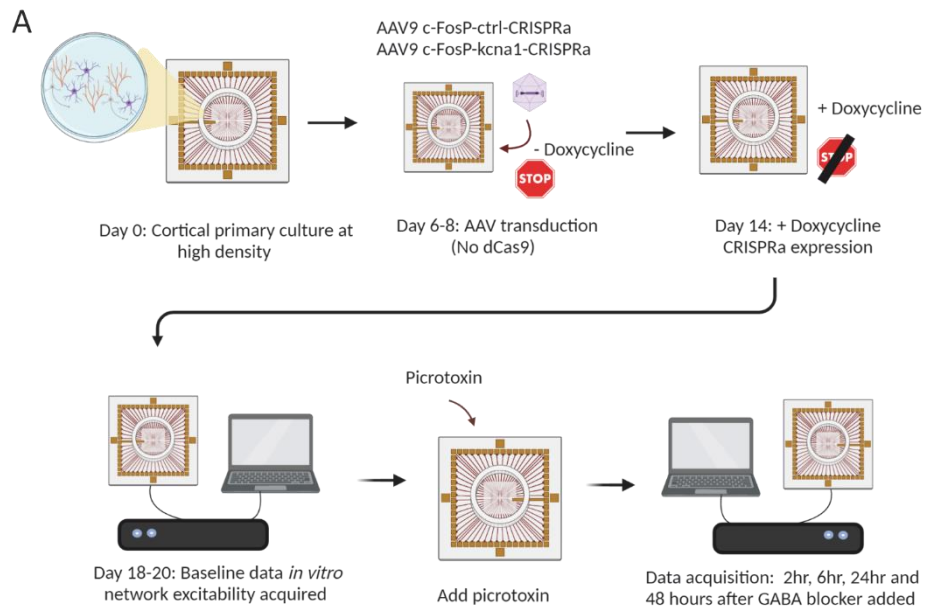 A
AAV9 c-FosP-ctrl-CRISPRa
AAV9 c-FosP-kcna1-CRISPRa
- Doxycycline
STOP
+ Doxycycline
STOP
Day 0: Cortical primary culture at
high density
Day 6-8: AAV transduction
(No dCas9)
Day 14: + Doxycycline
CRISPRa expression
Picrotoxin
Day 18-20: Baseline data in vitro
network excitability acquired
Add picrotoxin
Data acquisition: 2hr, 6hr, 24hr and
48 hours after GABA blocker added